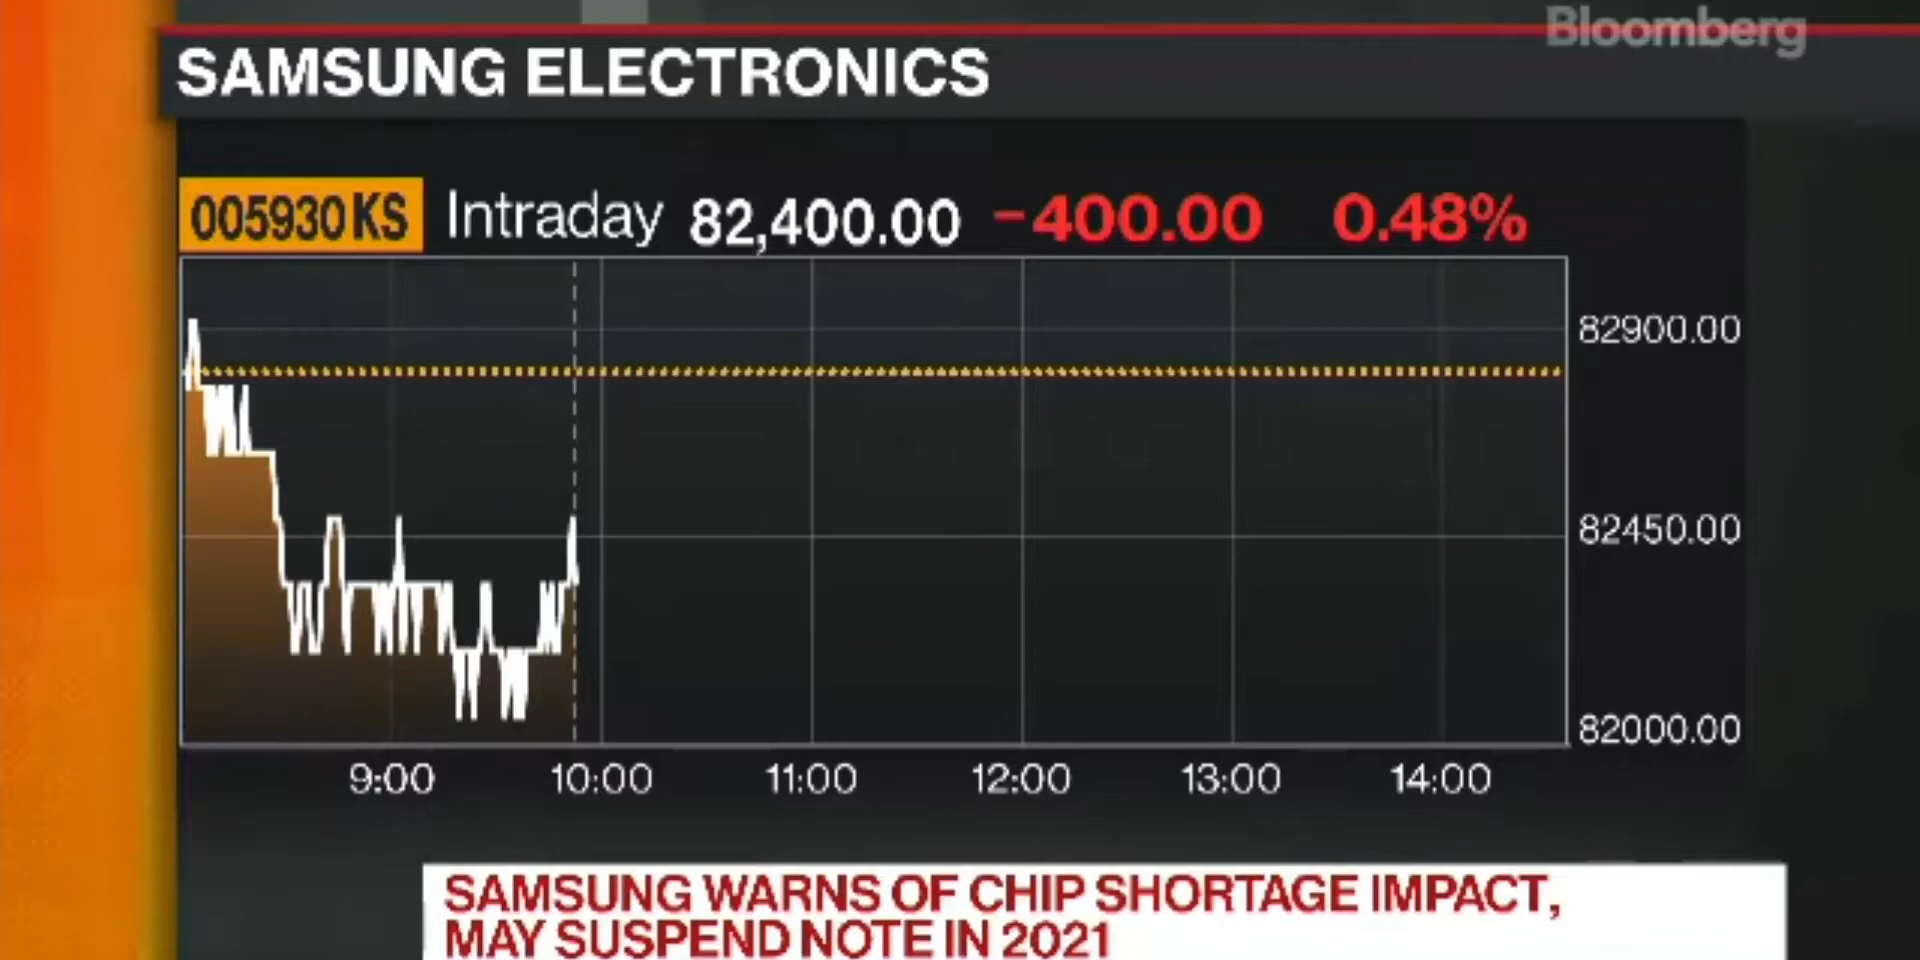 Bloomberg
SAMSUNG ELECTRONICS
005930 KS Intraday 82,400.00 -400.00 0.48%
82900.00
82450.00
82000.00
9:00 10:00 11:00 12:00 13:00 14:00
SAMSUNG WARNS OF CHIP SHORTAGE IMPACT,
MAY SUSPEND NOTE IN 2021